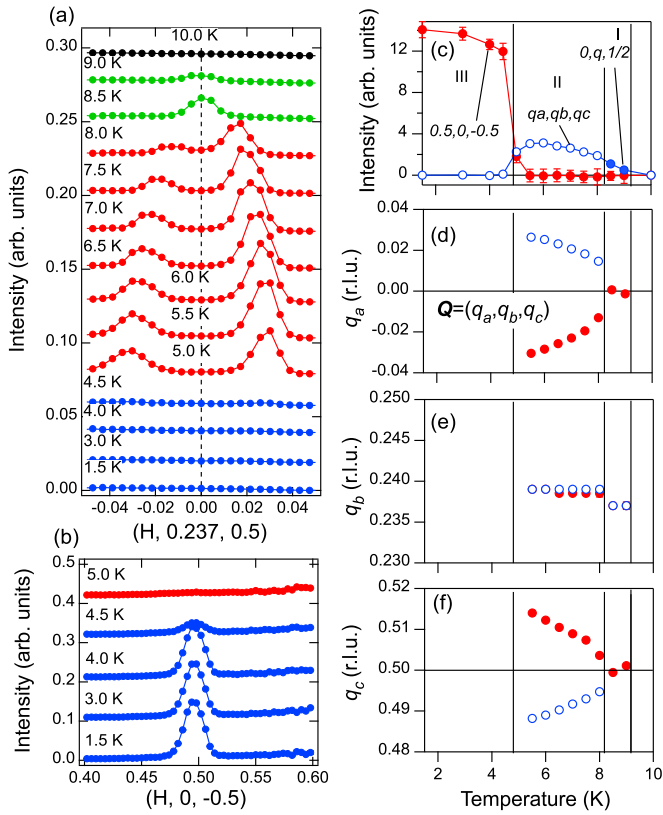 (a)
10.0 K
9.0 K
8.5 K
8.0 K
7.5 K
7.0 K
6.5 K
6.0 K
5.5 K
5.0 K
4.5 K
4.0 K
3.0 K
1.5 K
0.30
0.25
0.20
0.15
0.10
0.05
0.00
Intensity (arb. units)
-0.04
-0.02
0.00
0.02
0.04
(H, 0.237, 0.5)
(b)
5.0 K
4.5 K
4.0 K
3.0 K
1.5 K
0.5
0.4
0.3
0.2
0.1
0.0
Intensity (arb. units)
0.40
0.45
0.50
0.55
0.60
(H, 0, -0.5)
(c)
I
0,q,1/2
II
qa,qb,qc
III
0.5,0,-0.5
12
8
4
0
Intensity (arb. units)
(d)
0.04
0.02
0.00
-0.02
-0.04
qa (r.l.u.)
Q=(qa,qb,qc)
(e)
0.250
0.245
0.240
0.235
0.230
qb (r.l.u.)
(f)
0.52
0.51
0.50
0.49
0.48
qc (r.l.u.)
2
4
6
8
10
Temperature (K)